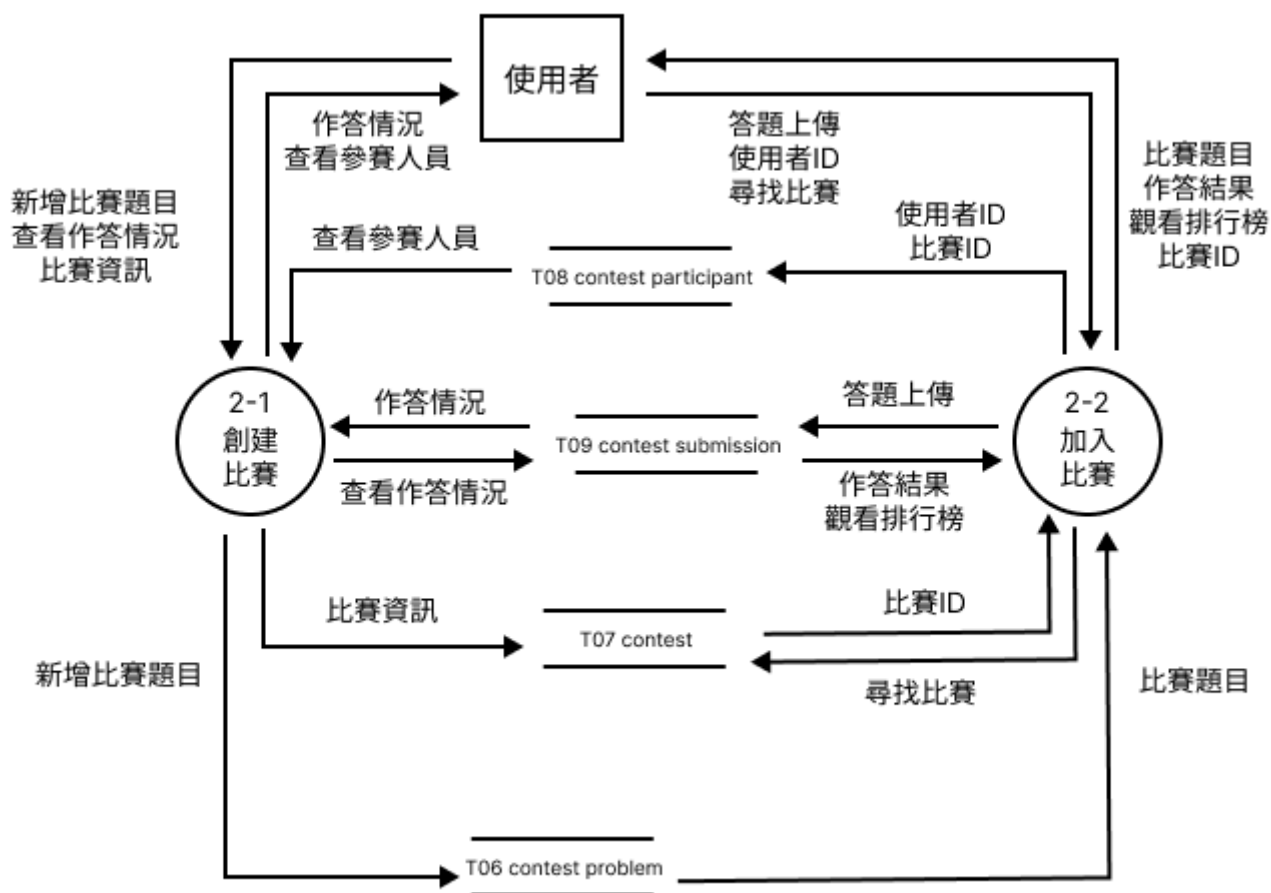 使用者
作答情況
查看參賽人員
答題上傳
使用者ID
尋找比賽
比賽題目
作答結果
觀看排行榜
比賽ID
新增比賽題目
查看作答情況
比賽資訊
查看參賽人員
使用者ID
比賽ID
T08 contest participant
2-1
創建
比賽
作答情況
答題上傳
2-2
加入
比賽
T09 contest submission
查看作答情況
作答結果
觀看排行榜
比賽資訊
比賽ID
T07 contest
新增比賽題目
尋找比賽
比賽題目
T06 contest problem